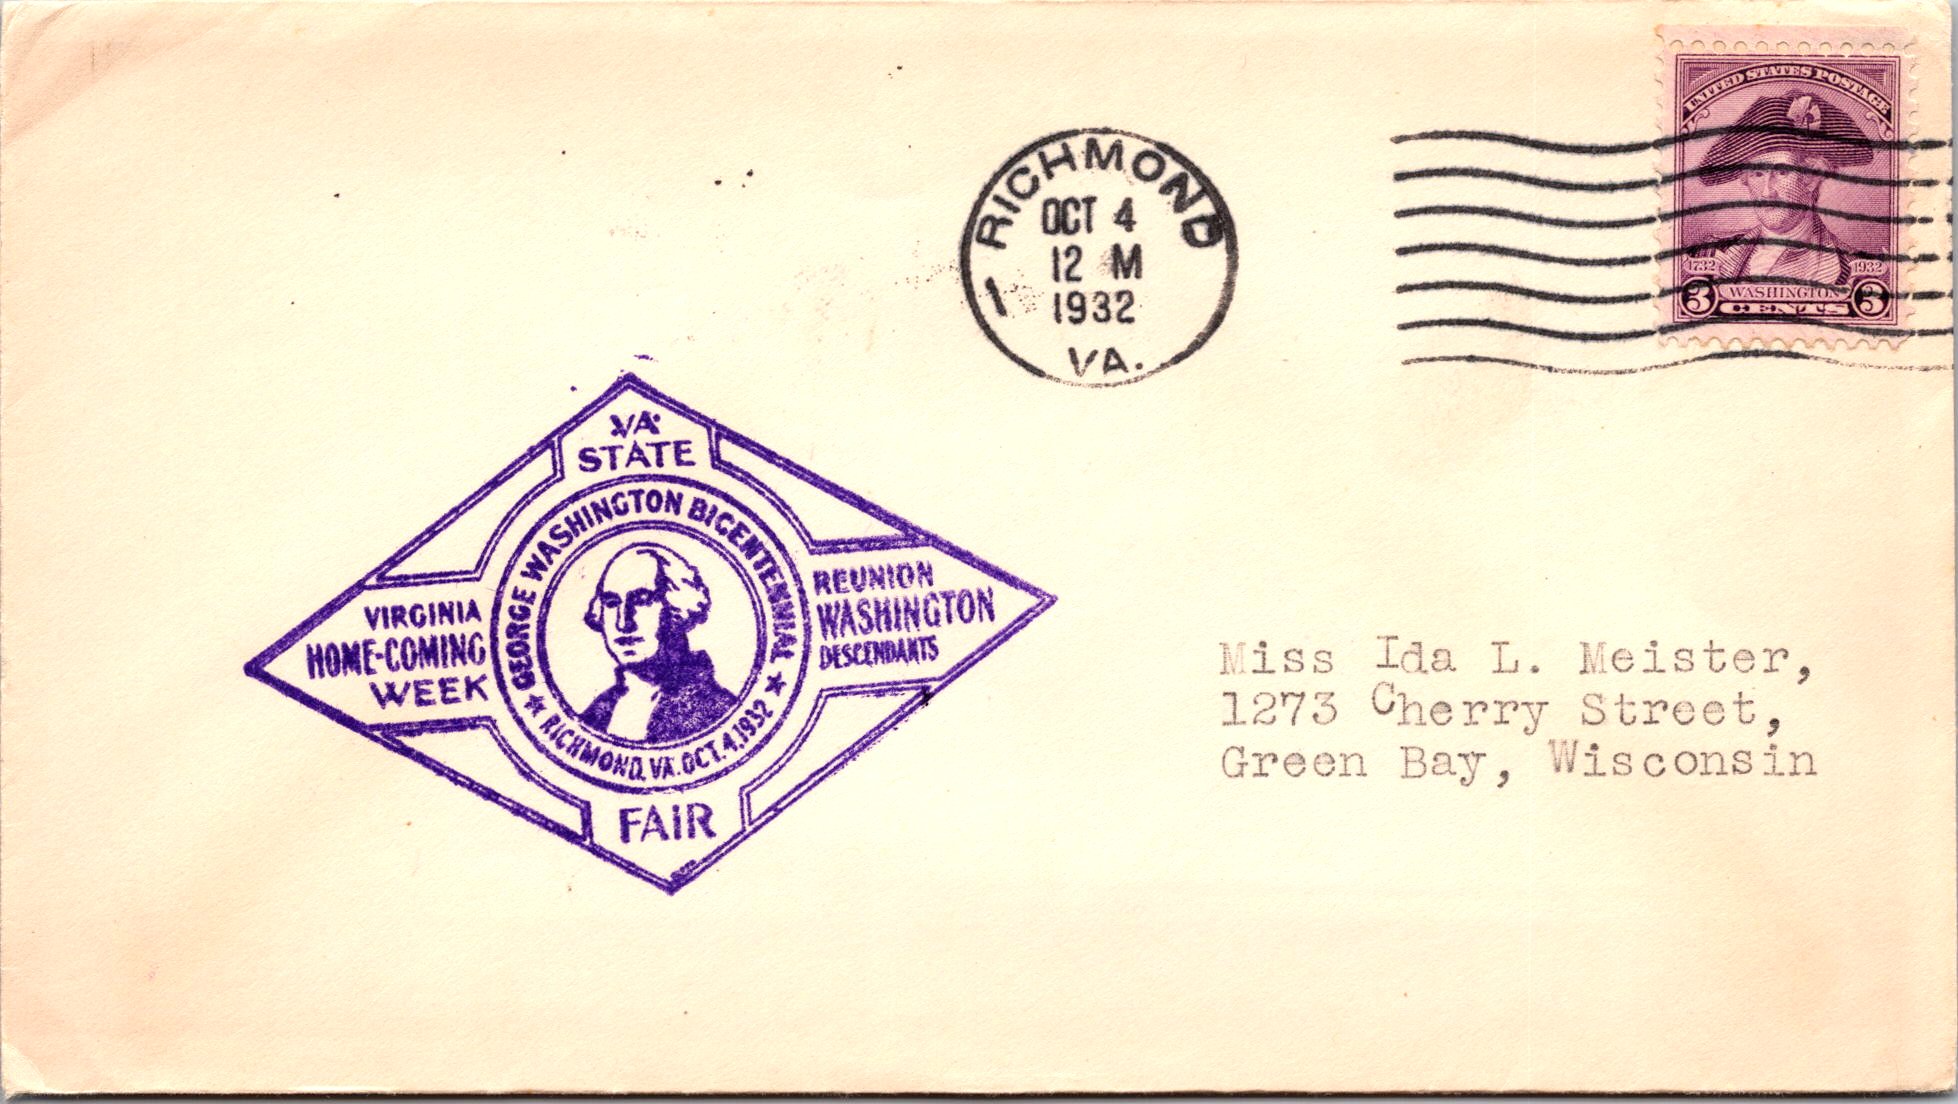 UNITED STATES POSTAGE
1732 1932
3 WASHINGTON 3
CENTS
RICHMOND
OCT 4
12 M
1932
1
VA.
VA.
STATE
GEORGE WASHINGTON BICENTENNIAL
★ RICHMOND, VA. OCT. 4, 1932 ★
VIRGINIA
HOME-COMING
WEEK
REUNION
WASHINGTON
DESCENDANTS
FAIR
Miss Ida L. Meister,
1273 Cherry Street,
Green Bay, Wisconsin